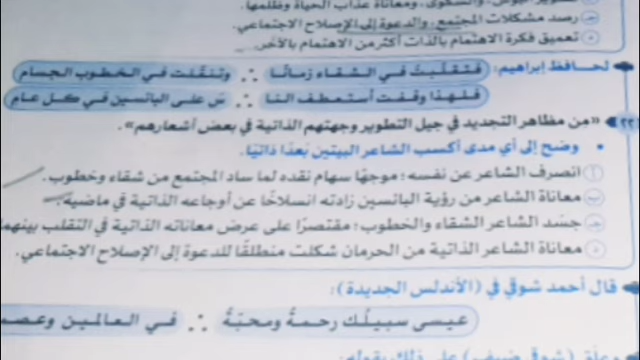 جـ رصد مشكلات المجتمع، والدعوة إلى الإصلاح الاجتماعي.
د تعميق فكرة الاهتمام بالذات أكثر من الاهتمام بالآخر.
لحافظ إبراهيم: فتقلبت في الشقاء زمانًا ∴ وتنقلت في الخطوب الجسام
فلهذا وقفت أستعطف النا ∴ س على البائسين في كل عام
«من مظاهر التجديد في جيل التطوير وجهتهم الذاتية في بعض أشعارهم».
• وضح إلى أي مدى أكسب الشاعر البيتين بعدًا ذاتيًا.
أ انصرف الشاعر عن نفسه؛ موجهًا سهام نقده لما ساد المجتمع من شقاء وخطوب.
ب معاناة الشاعر من رؤية البائسين زادته انسلاخًا عن أوجاعه الذاتية في ماضيه.
جـ جسد الشاعر الشقاء والخطوب؛ مقتصرًا على عرض معاناته الذاتية في التقلب بينهما
د معاناة الشاعر الذاتية من الحرمان شكلت منطلقًا للدعوة إلى الإصلاح الاجتماعي.
قال أحمد شوقي في (الأندلس الجديدة):
عيسى سبيلك رحمة ومحبة ∴ في العالمين وعصم